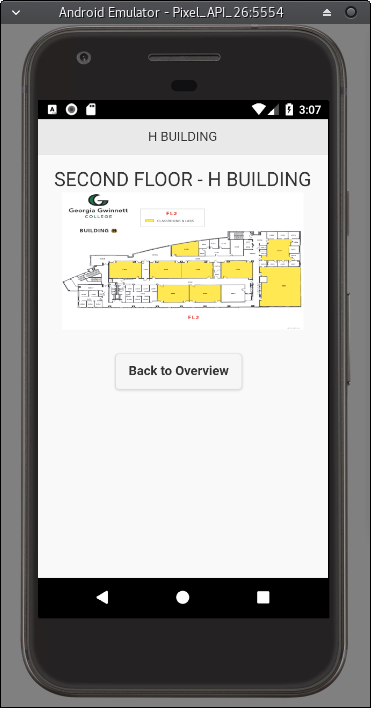 Android Emulator - Pixel_API_26:5554
3:07
H BUILDING
SECOND FLOOR - H BUILDING
Georgia Gwinnett
COLLEGE
FL2
BUILDING H
FL2
Back to Overview